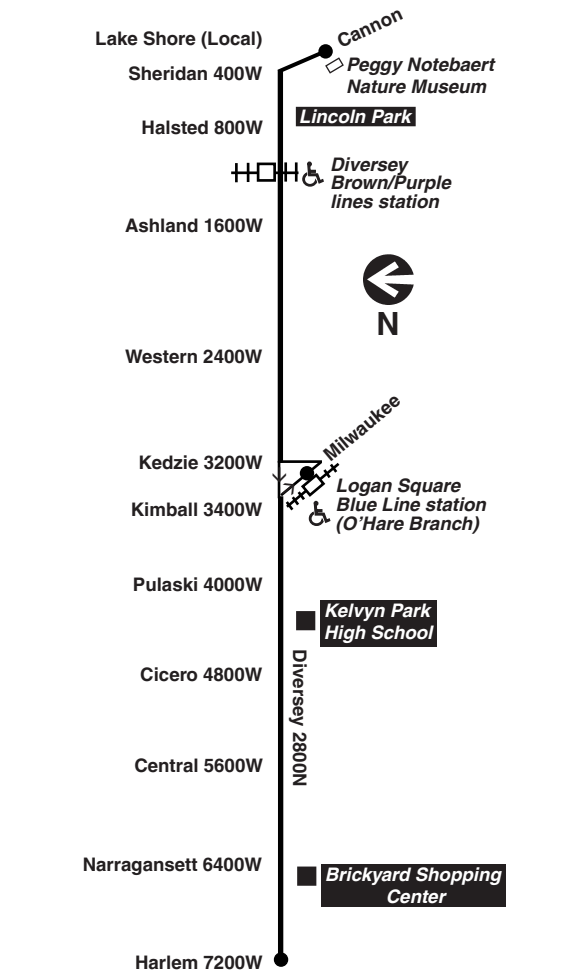 Cannon
Lake Shore (Local)
Peggy Notebaert
Nature Museum
Sheridan 400W
Lincoln Park
Halsted 800W
Diversey
Brown/Purple
lines station
Ashland 1600W
N
Western 2400W
Milwaukee
Kedzie 3200W
Logan Square
Blue Line station
(O'Hare Branch)
Kimball 3400W
Pulaski 4000W
Kelvyn Park
High School
Diversey 2800N
Cicero 4800W
Central 5600W
Narragansett 6400W
Brickyard Shopping
Center
Harlem 7200W